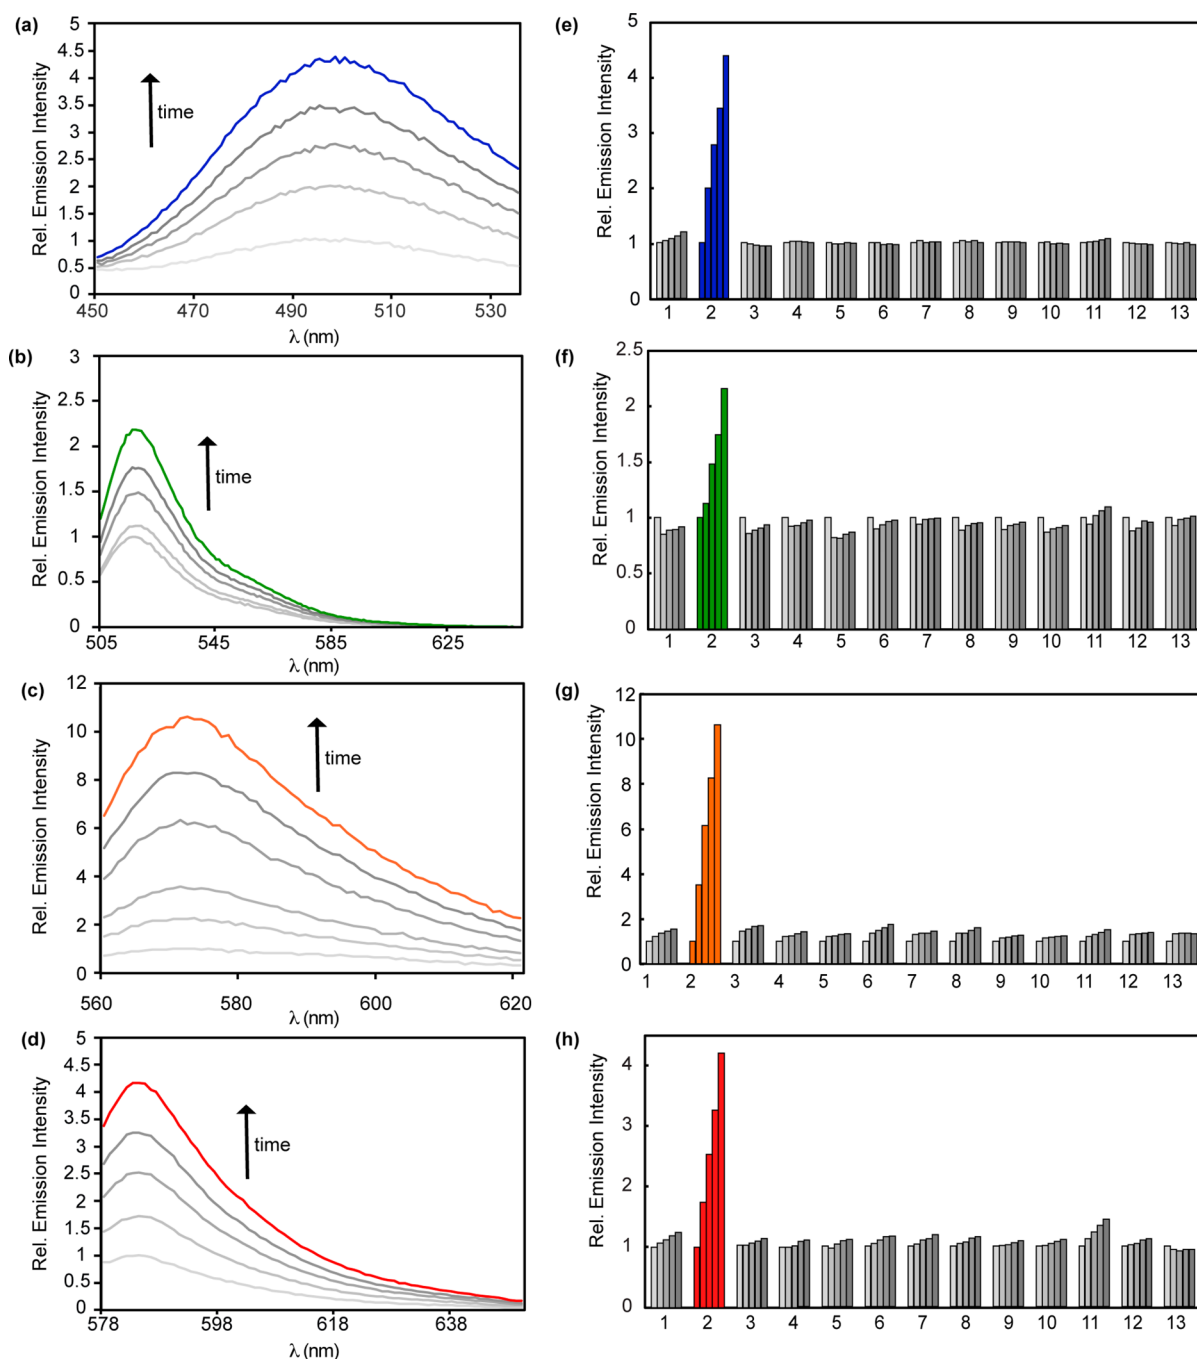 (a)
Rel. Emission Intensity
5
4.5
4
3.5
3
2.5
2
1.5
1
0.5
0
time
450 470 490 510 530
λ (nm)
(e)
Rel. Emission Intensity
5
4
3
2
1
0
1 2 3 4 5 6 7 8 9 10 11 12 13
(b)
Rel. Emission Intensity
3
2.5
2
1.5
1
0.5
0
time
505 545 585 625
λ (nm)
(f)
Rel. Emission Intensity
2.5
2
1.5
1
0.5
0
1 2 3 4 5 6 7 8 9 10 11 12 13
(c)
Rel. Emission Intensity
12
10
8
6
4
2
0
time
560 580 600 620
λ (nm)
(g)
Rel. Emission Intensity
12
10
8
6
4
2
0
1 2 3 4 5 6 7 8 9 10 11 12 13
(d)
Rel. Emission Intensity
5
4.5
4
3.5
3
2.5
2
1.5
1
0.5
0
time
578 598 618 638
λ (nm)
(h)
Rel. Emission Intensity
4
3
2
1
0
1 2 3 4 5 6 7 8 9 10 11 12 13